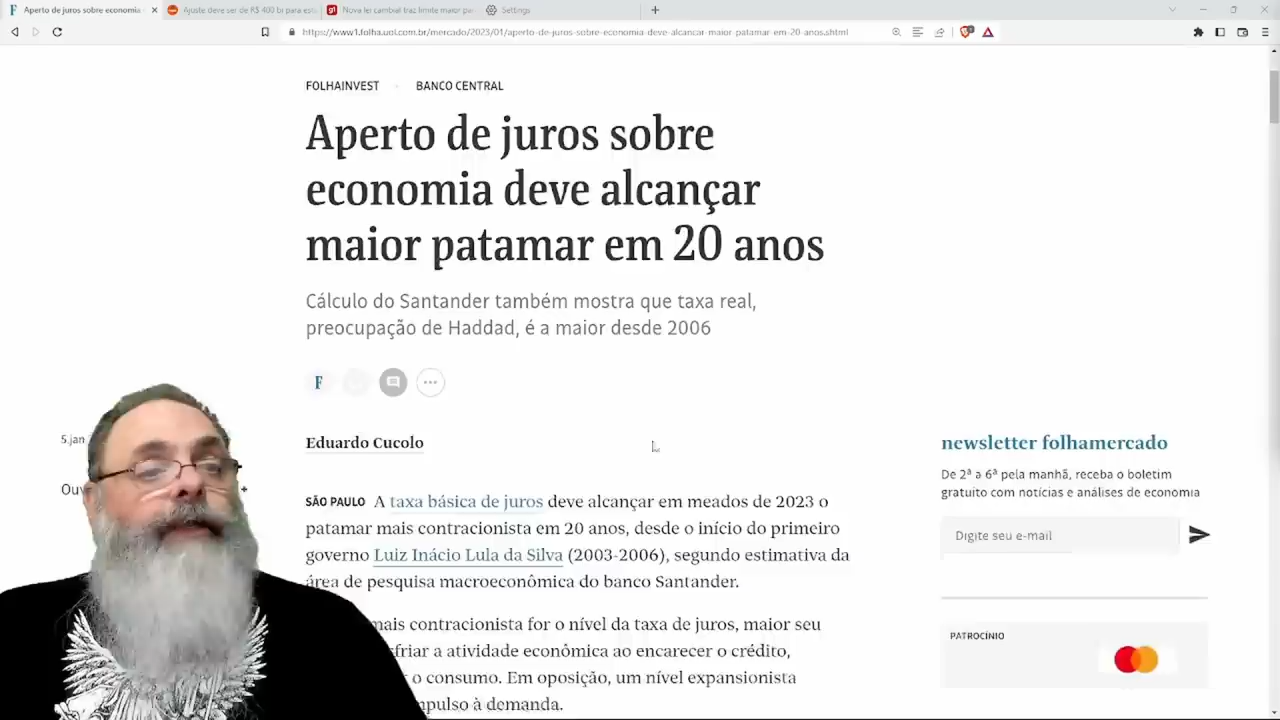 Aperto de juros sobre economia
Ajuste deve ser de R$ 400 bi para est
Nova lei cambial traz limite maior pa
Settings
https://www1.folha.uol.com.br/mercado/2023/01/aperto-de-juros-sobre-economia-deve-alcancar-maior-patamar-em-20-anos.shtml
FOLHAINVEST BANCO CENTRAL
Aperto de juros sobre
economia deve alcançar
maior patamar em 20 anos
Cálculo do Santander também mostra que taxa real,
preocupação de Haddad, é a maior desde 2006
F
5.jan
Eduardo Cucolo
newsletter folhamercado
De 2ª a 6ª pela manhã, receba o boletim
gratuito com notícias e análises de economia
Digite seu e-mail
Ouv
SÃO PAULO A taxa básica de juros deve alcançar em meados de 2023 o
patamar mais contracionista em 20 anos, desde o início do primeiro
governo Luiz Inácio Lula da Silva (2003-2006), segundo estimativa da
área de pesquisa macroeconômica do banco Santander.
mais contracionista for o nível da taxa de juros, maior seu
sfriar a atividade econômica ao encarecer o crédito,
o consumo. Em oposição, um nível expansionista
mpulso à demanda.
PATROCÍNIO